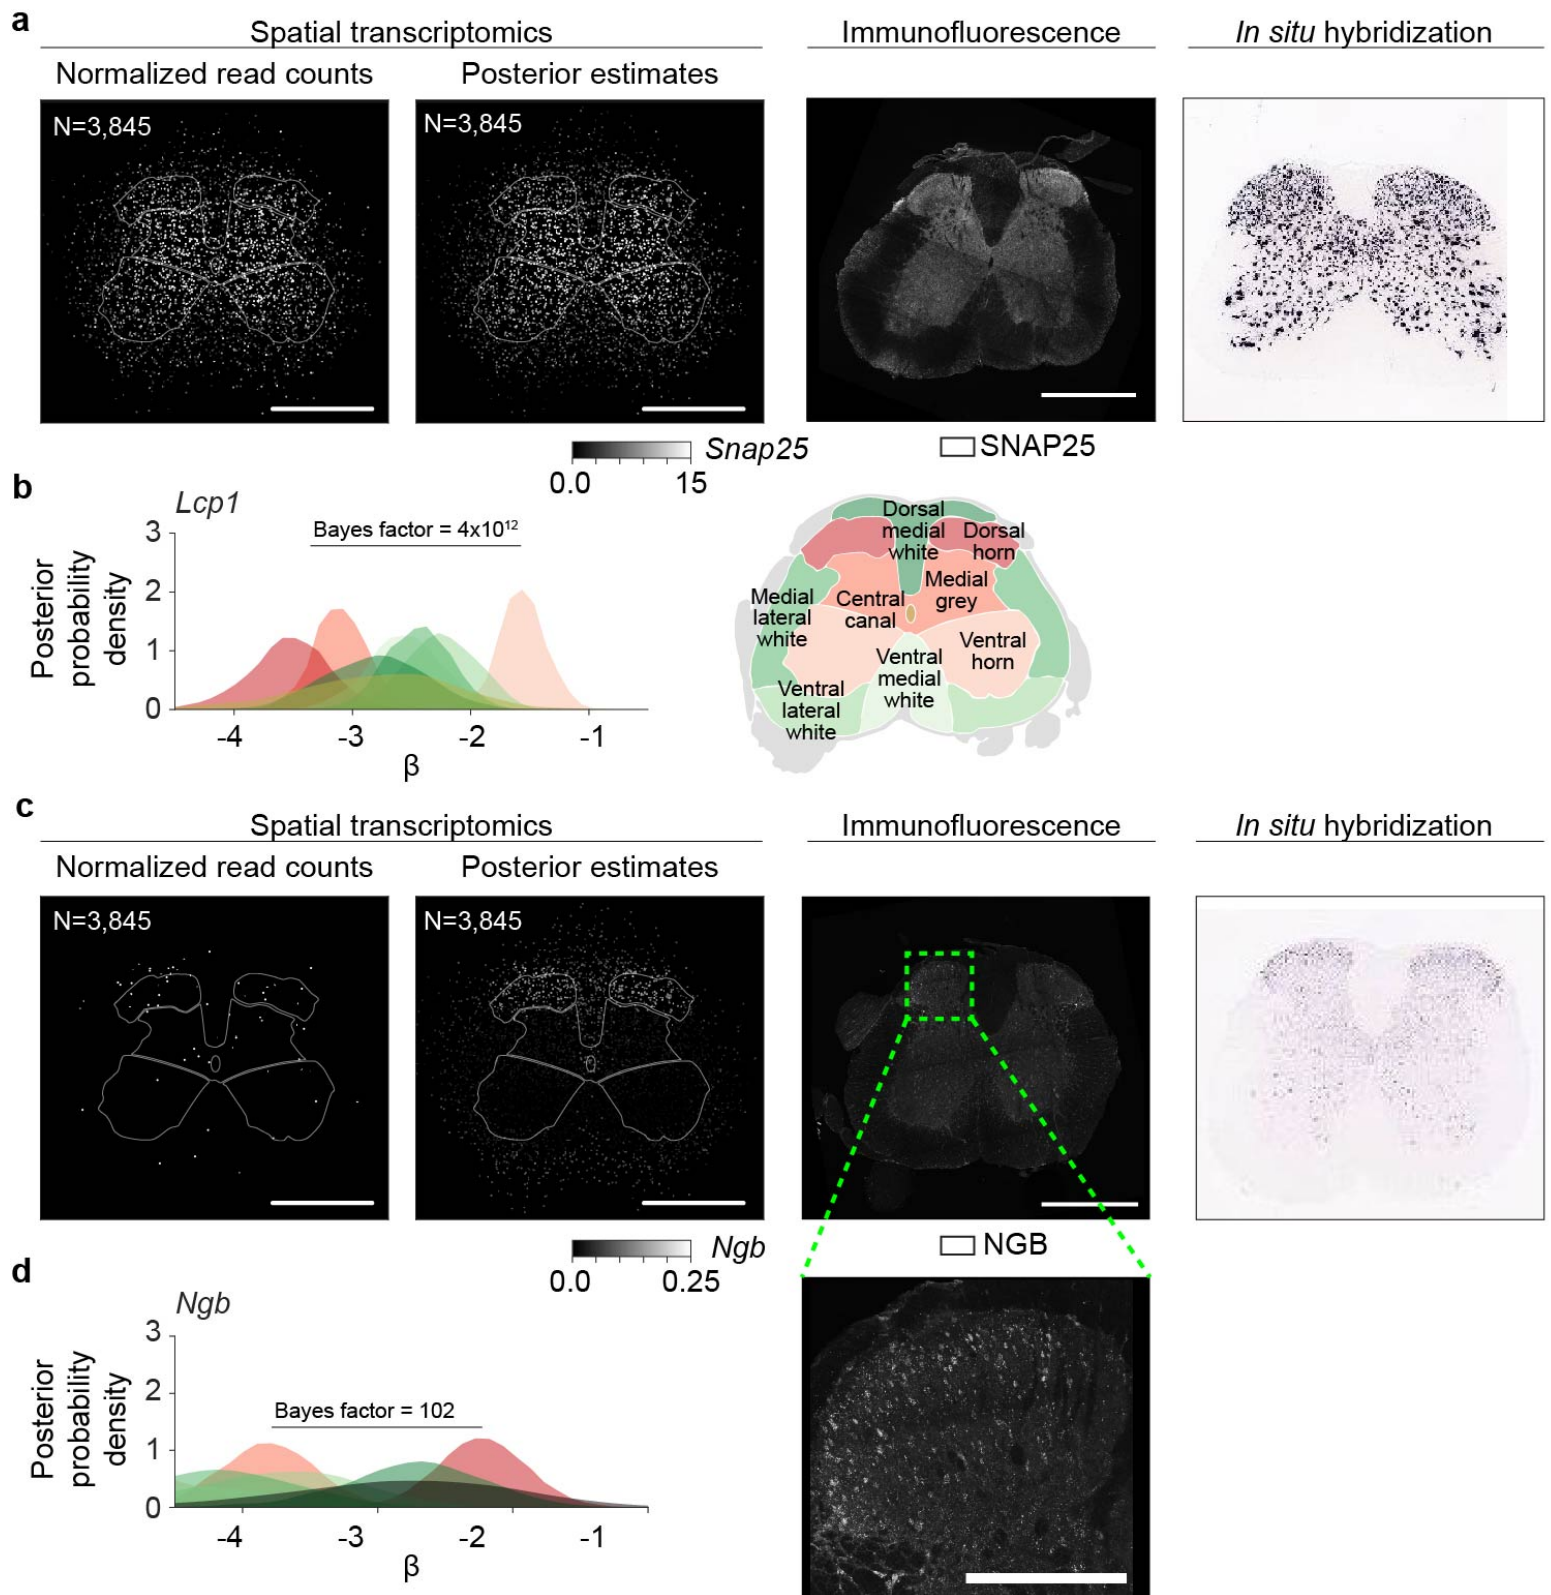 a
Spatial transcriptomics
Immunofluorescence
In situ hybridization
Normalized read counts
Posterior estimates
N=3,845
N=3,845
0.0
15
Snap25
SNAP25
b
Lcp1
Posterior
probability
density
3
2
1
0
Bayes factor = 4x10¹²
-4
-3
-2
-1
β
Dorsal
medial
white
Dorsal
horn
Medial
grey
Medial
lateral
white
Central
canal
Ventral
horn
Ventral
medial
white
Ventral
lateral
white
c
Spatial transcriptomics
Immunofluorescence
In situ hybridization
Normalized read counts
Posterior estimates
N=3,845
N=3,845
0.0
0.25
Ngb
NGB
d
Ngb
Posterior
probability
density
3
2
1
0
Bayes factor = 102
-4
-3
-2
-1
β